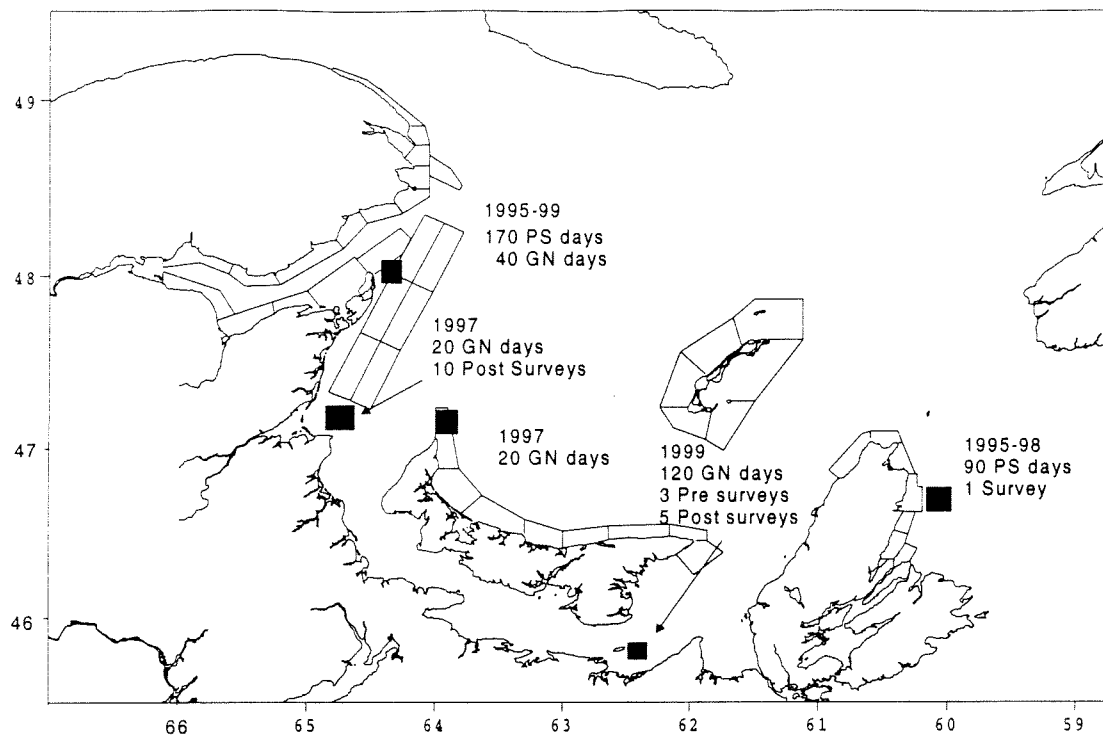 49
1995-99
170 PS days
40 GN days
48
1997
20 GN days
10 Post Surveys
47
1997
20 GN days
1999
120 GN days
3 Pre surveys
5 Post surveys
1995-98
90 PS days
1 Survey
46
66 65 64 63 62 61 60 59